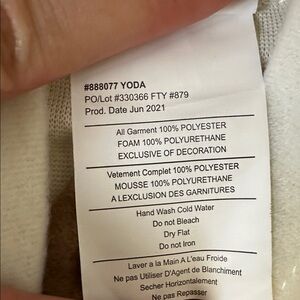 #888077 YODA
PO/Lot #330366 FTY #879
Prod. Date Jun 2021
All Garment 100% POLYESTER
FOAM 100% POLYURETHANE
EXCLUSIVE OF DECORATION
Vetement Complet 100% POLYESTER
MOUSSE 100% POLYURETHANE
A LEXCLUSION DES GARNITURES
Hand Wash Cold Water
Do not Bleach
Dry Flat
Do not Iron
Laver a la Main A L'eau Froide
Ne pas Utiliser D'Agent de Blanchiment
Secher Horizontalement
Ne pas Repasser